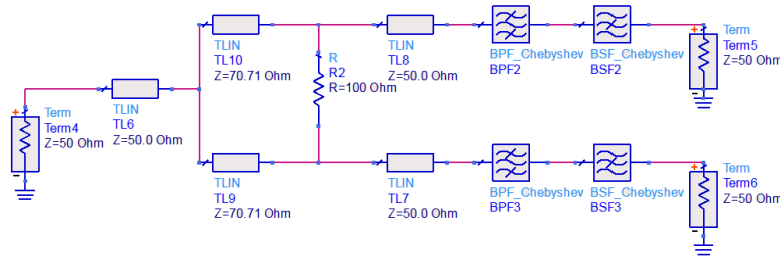 TLIN
TL10
Z=70.71 Ohm
R
R2
R=100 Ohm
TLIN
TL8
Z=50.0 Ohm
BPF_Chebyshev
BPF2
BSF_Chebyshev
BSF2
+
Term
Term5
Z=50 Ohm
-
+
Term
Term4
Z=50 Ohm
-
TLIN
TL6
Z=50.0 Ohm
TLIN
TL9
Z=70.71 Ohm
TLIN
TL7
Z=50.0 Ohm
BPF_Chebyshev
BPF3
BSF_Chebyshev
BSF3
+
Term
Term6
Z=50 Ohm
-